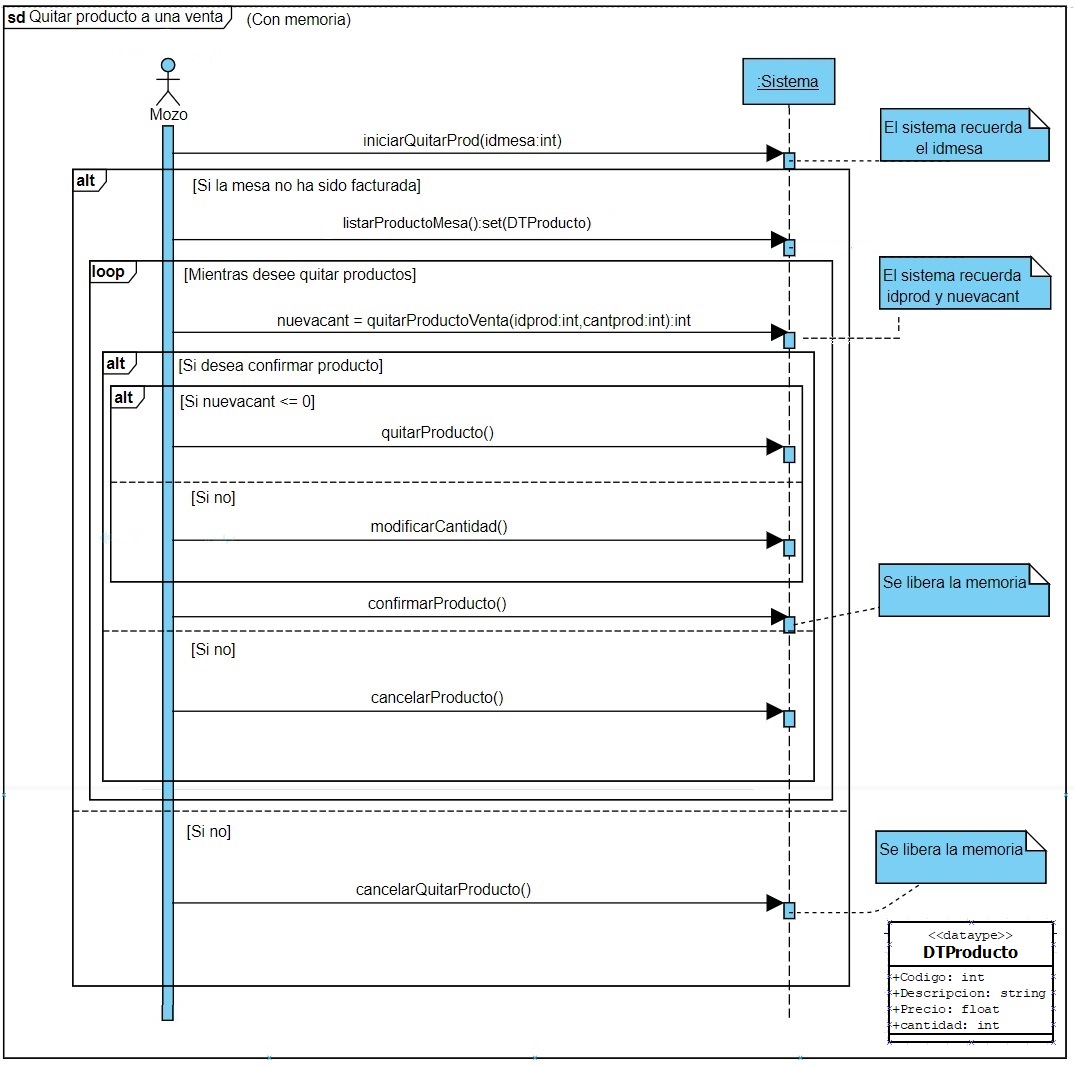 sd Quitar producto a una venta (Con memoria)
Mozo
:Sistema
iniciarQuitarProd(idmesa:int)
El sistema recuerda
el idmesa
alt
[Si la mesa no ha sido facturada]
listarProductoMesa():set(DTProducto)
loop
[Mientras desee quitar productos]
El sistema recuerda
idprod y nuevacant
nuevacant = quitarProductoVenta(idprod:int,cantprod:int):int
alt
[Si desea confirmar producto]
alt
[Si nuevacant <= 0]
quitarProducto()
[Si no]
modificarCantidad()
Se libera la memoria
confirmarProducto()
[Si no]
cancelarProducto()
[Si no]
Se libera la memoria
cancelarQuitarProducto()
<<dataype>>
DTProducto
+Codigo: int
+Descripcion: string
+Precio: float
+cantidad: int